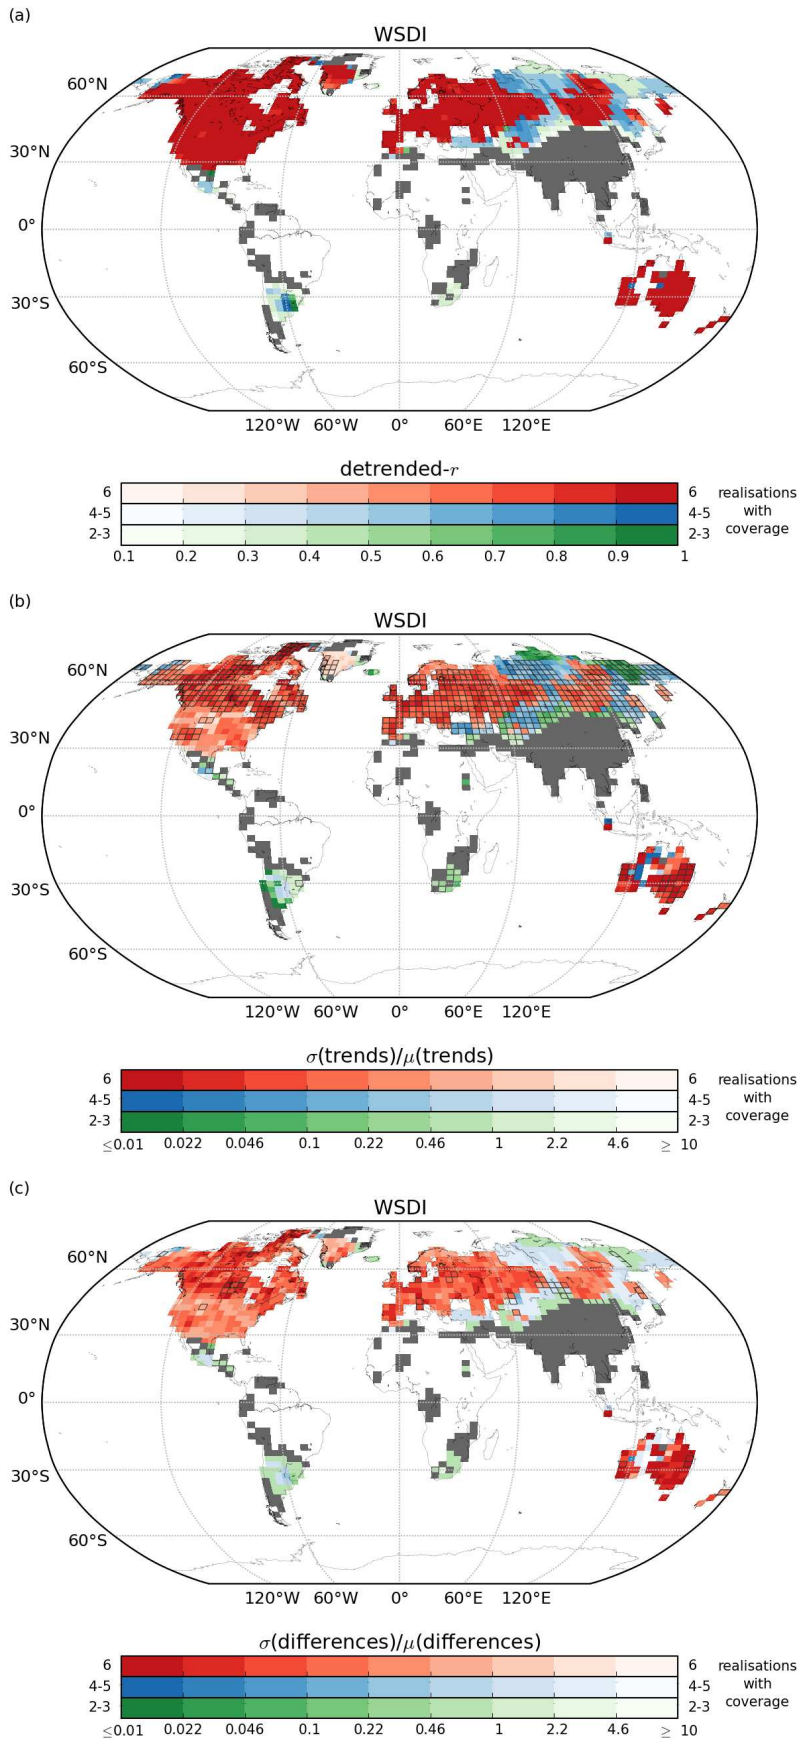 (a)
WSDI
60°N
30°N
0°
30°S
60°S
120°W 60°W 0° 60°E 120°E
detrended-r
6 6 realisations
4-5 4-5 with
2-3 2-3 coverage
0.1 0.2 0.3 0.4 0.5 0.6 0.7 0.8 0.9 1
(b)
WSDI
60°N
30°N
0°
30°S
60°S
120°W 60°W 0° 60°E 120°E
σ(trends)/μ(trends)
6 6 realisations
4-5 4-5 with
2-3 2-3 coverage
≤0.01 0.022 0.046 0.1 0.22 0.46 1 2.2 4.6 ≥ 10
(c)
WSDI
60°N
30°N
0°
30°S
60°S
120°W 60°W 0° 60°E 120°E
σ(differences)/μ(differences)
6 6 realisations
4-5 4-5 with
2-3 2-3 coverage
≤0.01 0.022 0.046 0.1 0.22 0.46 1 2.2 4.6 ≥ 10